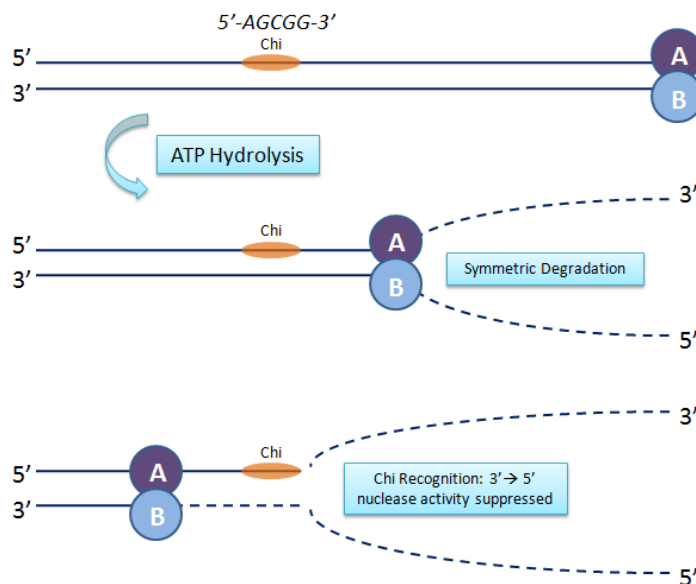 5'-AGCGG-3'
Chi
5'
A
3'
B
ATP Hydrolysis
3'
Chi
5'
A
Symmetric Degradation
3'
B
5'
3'
Chi
5'
A
Chi Recognition: 3'→ 5'
nuclease activity suppressed
3'
B
5'